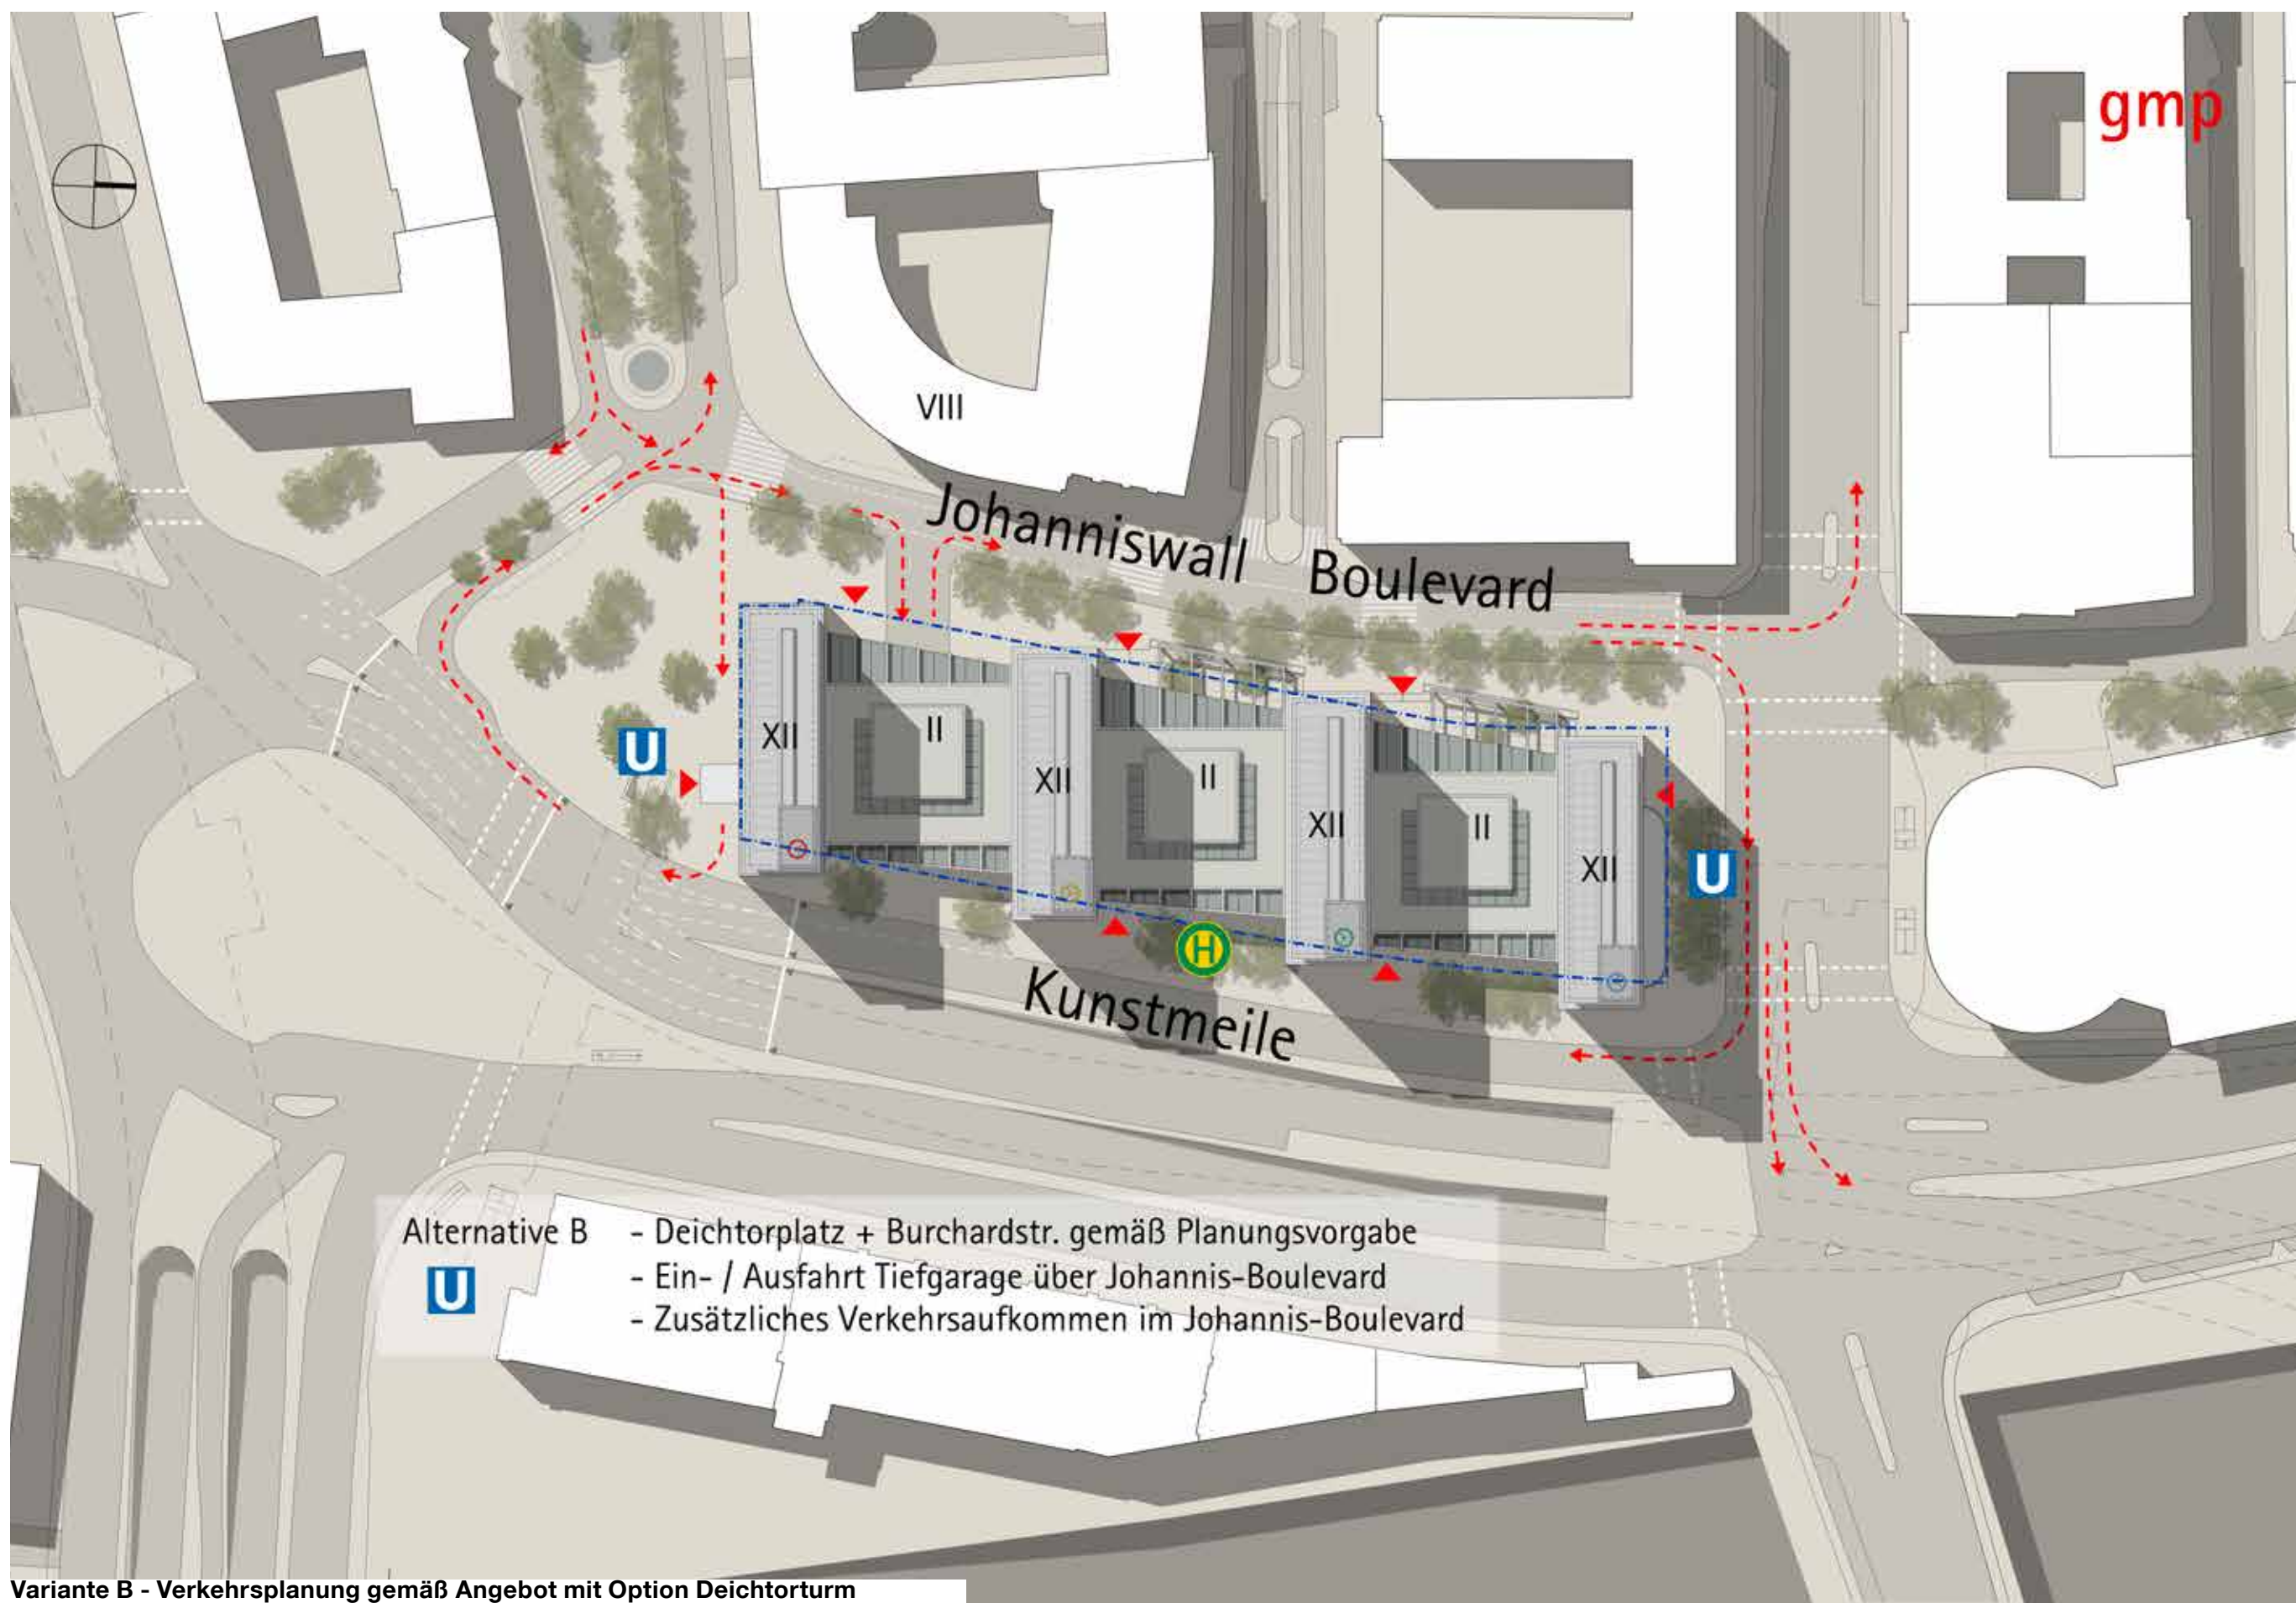 gmp
VIII
Johanniswall Boulevard
U
XII
II
XII
II
XII
II
XII
U
H
Kunstmeile
Alternative B - Deichtorplatz + Burchardstr. gemäß Planungsvorgabe
U - Ein- / Ausfahrt Tiefgarage über Johannis-Boulevard
- Zusätzliches Verkehrsaufkommen im Johannis-Boulevard
Variante B - Verkehrsplanung gemäß Angebot mit Option Deichtorturm